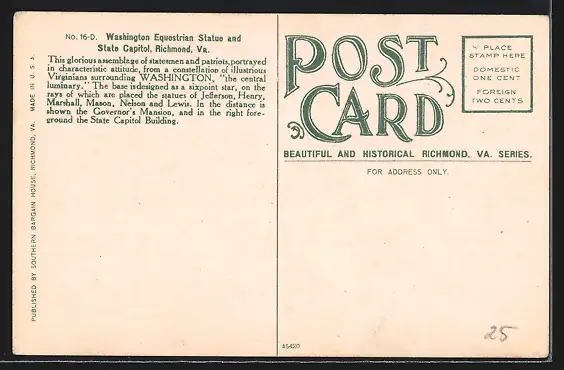 No. 16-D. Washington Equestrian Statue and
State Capitol, Richmond, Va.
This glorious assemblage of statesmen and patriots, portrayed
in characteristic attitude, from a constellation of illustrious
Virginians surrounding WASHINGTON, "the central
luminary." The base is designed as a sixpoint star, on the
rays of which are placed the statues of Jefferson, Henry,
Marshall, Mason, Nelson and Lewis. In the distance is
shown the Governor's Mansion, and in the right fore-
ground the State Capitol Building.
PUBLISHED BY SOUTHERN BARGAIN HOUSE, RICHMOND, VA. MADE IN U. S. A.
POST
CARD
PLACE
STAMP HERE
DOMESTIC
ONE CENT
FOREIGN
TWO CENTS
BEAUTIFUL AND HISTORICAL RICHMOND, VA. SERIES.
FOR ADDRESS ONLY.
A5420
25